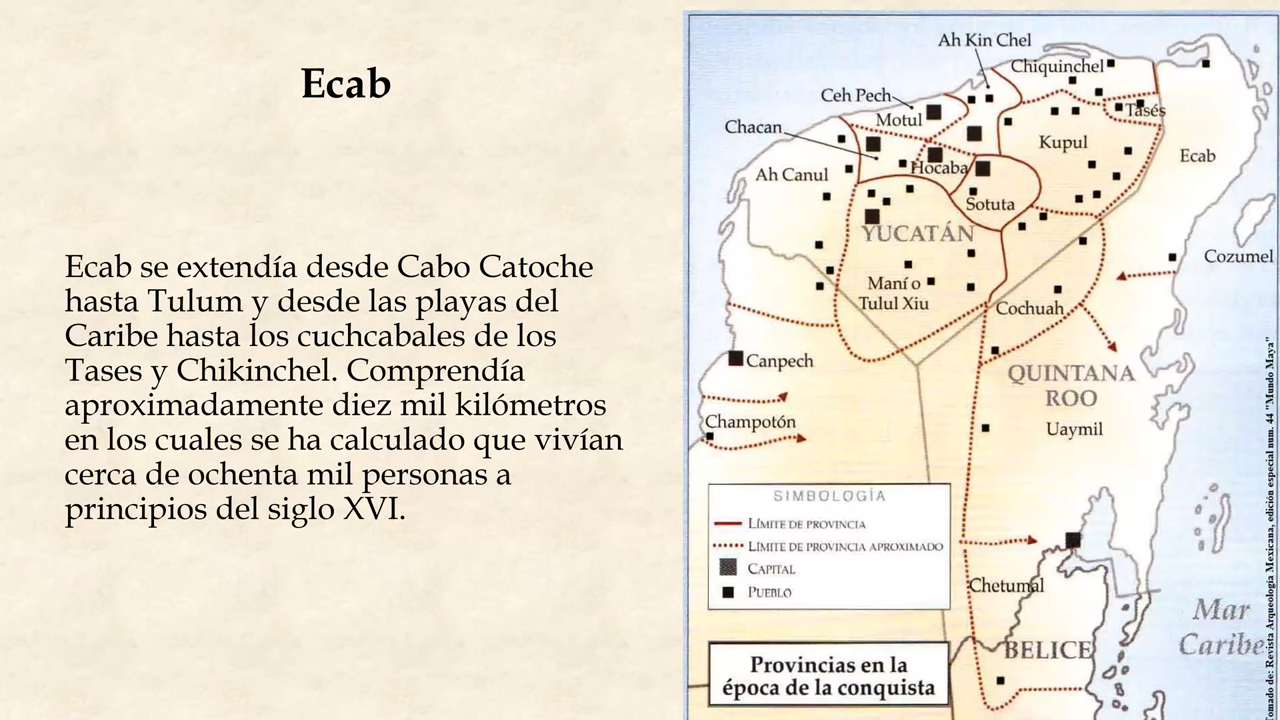 Ecab
Ecab se extendía desde Cabo Catoche
hasta Tulum y desde las playas del
Caribe hasta los cuchcabales de los
Tases y Chikinchel. Comprendía
aproximadamente diez mil kilómetros
en los cuales se ha calculado que vivían
cerca de ochenta mil personas a
principios del siglo XVI.
Ah Kin Chel
Chiquinchel
Ceh Pech
Motul
Tasés
Chacan
Kupul
Ecab
Hocaba
Ah Canul
Sotuta
YUCATÁN
Cozumel
Maní o
Tulul Xiu
Cochuah
Canpech
QUINTANA
ROO
Champotón
Uaymil
SIMBOLOGÍA
LÍMITE DE PROVINCIA
LÍMITE DE PROVINCIA APROXIMADO
CAPITAL
PUEBLO
Chetumal
Mar
Caribe
BELICE
Provincias en la
época de la conquista
omado de: Revista Arqueología Mexicana, edición especial num. 44 "Mundo Maya"